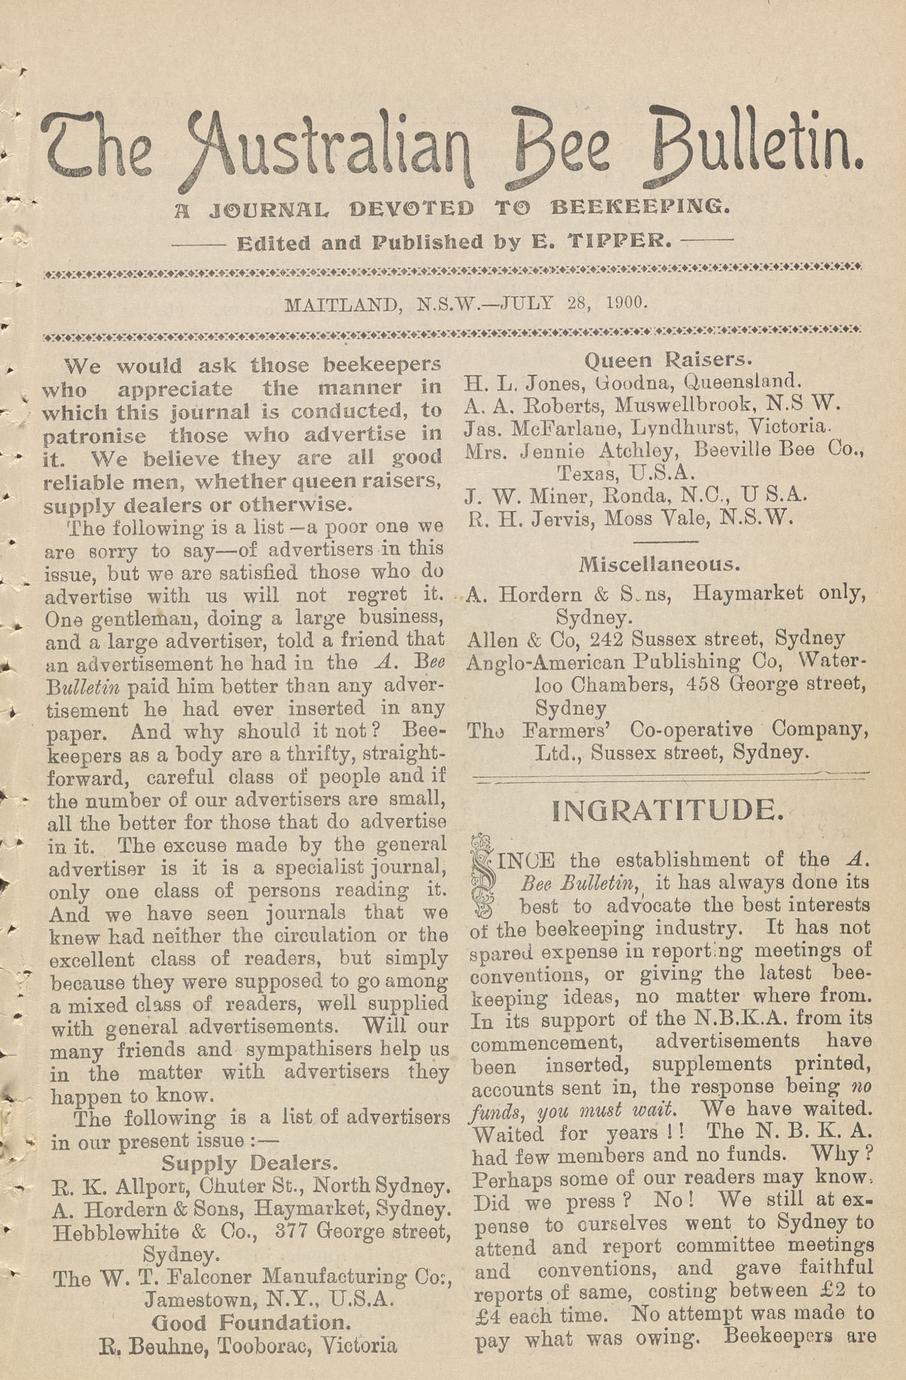 The Australian Bee Bulletin.
A JOURNAL DEVOTED TO BEEKEEPING.
Edited and Published by E. TIPPER.
MAITLAND, N.S.W.—JULY 28, 1900.
We would ask those beekeepers
who appreciate the manner in
which this journal is conducted, to
patronise those who advertise in
it. We believe they are all good
reliable men, whether queen raisers,
supply dealers or otherwise.
The following is a list—a poor one we
are sorry to say—of advertisers in this
issue, but we are satisfied those who do
advertise with us will not regret it.
One gentleman, doing a large business,
and a large advertiser, told a friend that
an advertisement he had in the A. Bee
Bulletin paid him better than any adver-
tisement he had ever inserted in any
paper. And why should it not? Bee-
keepers as a body are a thrifty, straight-
forward, careful class of people and if
the number of our advertisers are small,
all the better for those that do advertise
in it. The excuse made by the general
advertiser is it is a specialist journal,
only one class of persons reading it.
And we have seen journals that we
knew had neither the circulation or the
excellent class of readers, but simply
because they were supposed to go among
a mixed class of readers, well supplied
with general advertisements. Will our
many friends and sympathisers help us
in the matter with advertisers they
happen to know.
The following is a list of advertisers
in our present issue :—
Supply Dealers.
R. K. Allport, Chuter St., North Sydney.
A. Hordern & Sons, Haymarket, Sydney.
Hebblewhite & Co., 377 George street,
Sydney.
The W. T. Falconer Manufacturing Co:,
Jamestown, N.Y., U.S.A.
Good Foundation.
R. Beuhne, Tooborac, Victoria
Queen Raisers.
H. L. Jones, Goodna, Queensland.
A. A. Roberts, Muswellbrook, N.S W.
Jas. McFarlane, Lyndhurst, Victoria.
Mrs. Jennie Atchley, Beeville Bee Co.,
Texas, U.S.A.
J. W. Miner, Ronda, N.C., U S.A.
R. H. Jervis, Moss Vale, N.S.W.
Miscellaneous.
A. Hordern & S.ns, Haymarket only,
Sydney.
Allen & Co, 242 Sussex street, Sydney
Anglo-American Publishing Co, Water-
loo Chambers, 458 George street,
Sydney
The Farmers' Co-operative Company,
Ltd., Sussex street, Sydney.
INGRATITUDE.
SINCE the establishment of the A.
Bee Bulletin, it has always done its
best to advocate the best interests
of the beekeeping industry. It has not
spared expense in report:ng meetings of
conventions, or giving the latest bee-
keeping ideas, no matter where from.
In its support of the N.B.K.A. from its
commencement, advertisements have
been inserted, supplements printed,
accounts sent in, the response being no
funds, you must wait. We have waited.
Waited for years ! ! The N. B. K. A.
had few members and no funds. Why ?
Perhaps some of our readers may know.
Did we press ? No ! We still at ex-
pense to ourselves went to Sydney to
attend and report committee meetings
and conventions, and gave faithful
reports of same, costing between £2 to
£4 each time. No attempt was made to
pay what was owing. Beekeepers are